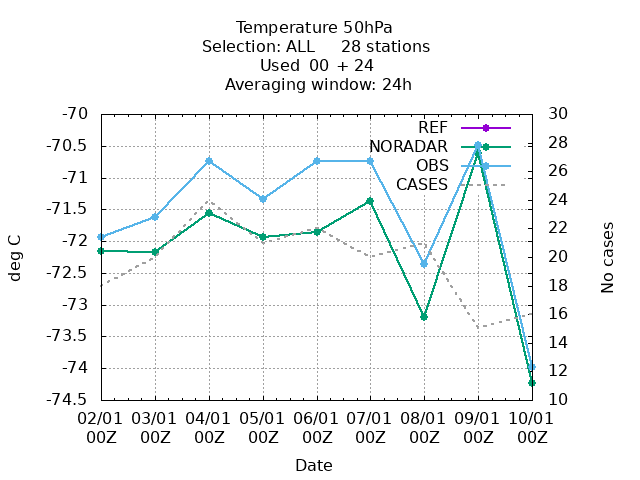 Temperature 50hPa
Selection: ALL 28 stations
Used 00 + 24
Averaging window: 24h
-70
-70.5
-71
-71.5
-72
-72.5
-73
-73.5
-74
-74.5
deg C
REF
NORADAR
OBS
CASES
30
28
26
24
22
20
18
16
14
12
10
No cases
02/01 03/01 04/01 05/01 06/01 07/01 08/01 09/01 10/01
00Z 00Z 00Z 00Z 00Z 00Z 00Z 00Z 00Z
Date